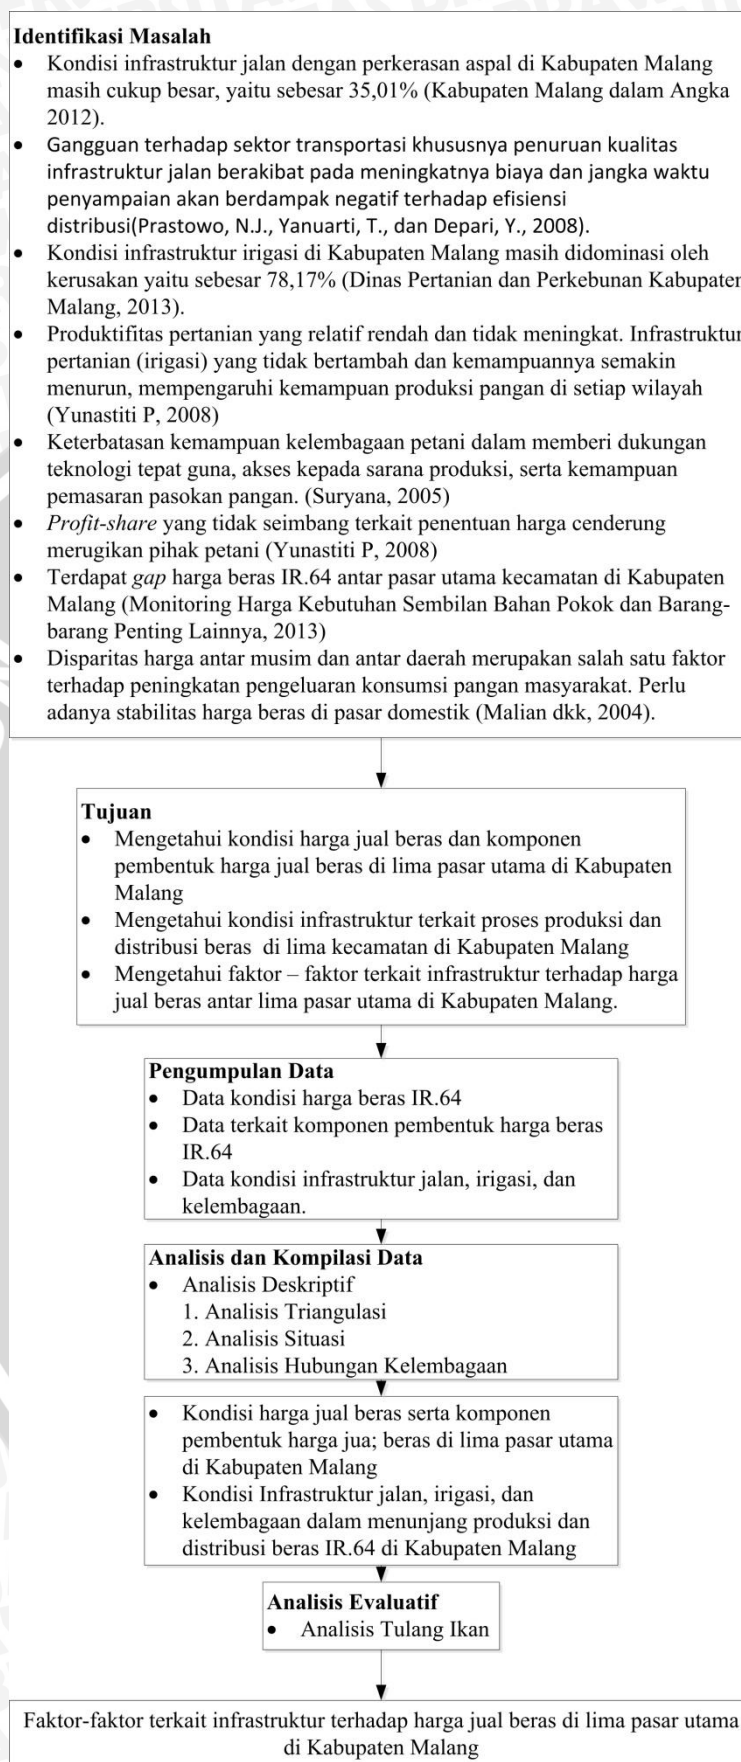 Identifikasi Masalah
• Kondisi infrastruktur jalan dengan perkerasan aspal di Kabupaten Malang
masih cukup besar, yaitu sebesar 35,01% (Kabupaten Malang dalam Angka
2012).
• Gangguan terhadap sektor transportasi khususnya penuruan kualitas
infrastruktur jalan berakibat pada meningkatnya biaya dan jangka waktu
penyampaian akan berdampak negatif terhadap efisiensi
distribusi(Prastowo, N.J., Yanuarti, T., dan Depari, Y., 2008).
• Kondisi infrastruktur irigasi di Kabupaten Malang masih didominasi oleh
kerusakan yaitu sebesar 78,17% (Dinas Pertanian dan Perkebunan Kabupaten
Malang, 2013).
• Produktifitas pertanian yang relatif rendah dan tidak meningkat. Infrastruktur
pertanian (irigasi) yang tidak bertambah dan kemampuannya semakin
menurun, mempengaruhi kemampuan produksi pangan di setiap wilayah
(Yunastiti P, 2008)
• Keterbatasan kemampuan kelembagaan petani dalam memberi dukungan
teknologi tepat guna, akses kepada sarana produksi, serta kemampuan
pemasaran pasokan pangan. (Suryana, 2005)
• Profit-share yang tidak seimbang terkait penentuan harga cenderung
merugikan pihak petani (Yunastiti P, 2008)
• Terdapat gap harga beras IR.64 antar pasar utama kecamatan di Kabupaten
Malang (Monitoring Harga Kebutuhan Sembilan Bahan Pokok dan Barang-
barang Penting Lainnya, 2013)
• Disparitas harga antar musim dan antar daerah merupakan salah satu faktor
terhadap peningkatan pengeluaran konsumsi pangan masyarakat. Perlu
adanya stabilitas harga beras di pasar domestik (Malian dkk, 2004).
Tujuan
• Mengetahui kondisi harga jual beras dan komponen
pembentuk harga jual beras di lima pasar utama di Kabupaten
Malang
• Mengetahui kondisi infrastruktur terkait proses produksi dan
distribusi beras di lima kecamatan di Kabupaten Malang
• Mengetahui faktor – faktor terkait infrastruktur terhadap harga
jual beras antar lima pasar utama di Kabupaten Malang.
Pengumpulan Data
• Data kondisi harga beras IR.64
• Data terkait komponen pembentuk harga beras
IR.64
• Data kondisi infrastruktur jalan, irigasi, dan
kelembagaan.
Analisis dan Kompilasi Data
• Analisis Deskriptif
1. Analisis Triangulasi
2. Analisis Situasi
3. Analisis Hubungan Kelembagaan
• Kondisi harga jual beras serta komponen
pembentuk harga jua; beras di lima pasar utama
di Kabupaten Malang
• Kondisi Infrastruktur jalan, irigasi, dan
kelembagaan dalam menunjang produksi dan
distribusi beras IR.64 di Kabupaten Malang
Analisis Evaluatif
• Analisis Tulang Ikan
Faktor-faktor terkait infrastruktur terhadap harga jual beras di lima pasar utama
di Kabupaten Malang